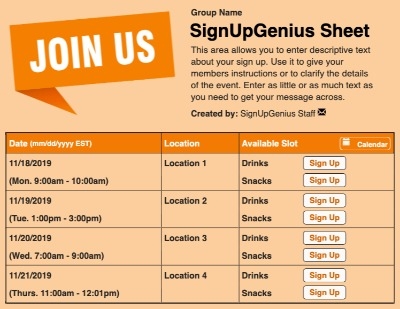 JOIN US
Group Name
SignUpGenius Sheet
This area allows you to enter descriptive text
about your sign up. Use it to give your
members instructions or to clarify the details
of the event. Enter as little or as much text as
you need to get your message across.
Created by: SignUpGenius Staff
Date (mm/dd/yyyy EST) Location Available Slot Calendar
11/18/2019 Location 1 Drinks Sign Up
(Mon. 9:00am - 10:00am) Snacks Sign Up
11/19/2019 Location 2 Drinks Sign Up
(Tue. 1:00pm - 3:00pm) Snacks Sign Up
11/20/2019 Location 3 Drinks Sign Up
(Wed. 7:00am - 9:00am) Snacks Sign Up
11/21/2019 Location 4 Drinks Sign Up
(Thurs. 11:00am - 12:01pm) Snacks Sign Up